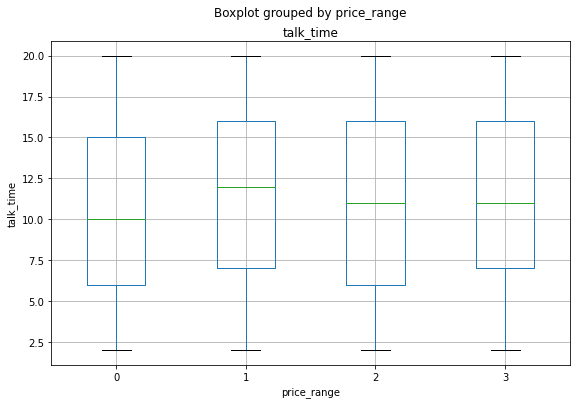 Boxplot grouped by price_range
talk_time
20.0
17.5
15.0
12.5
10.0
7.5
5.0
2.5
talk_time
0 1 2 3
price_range